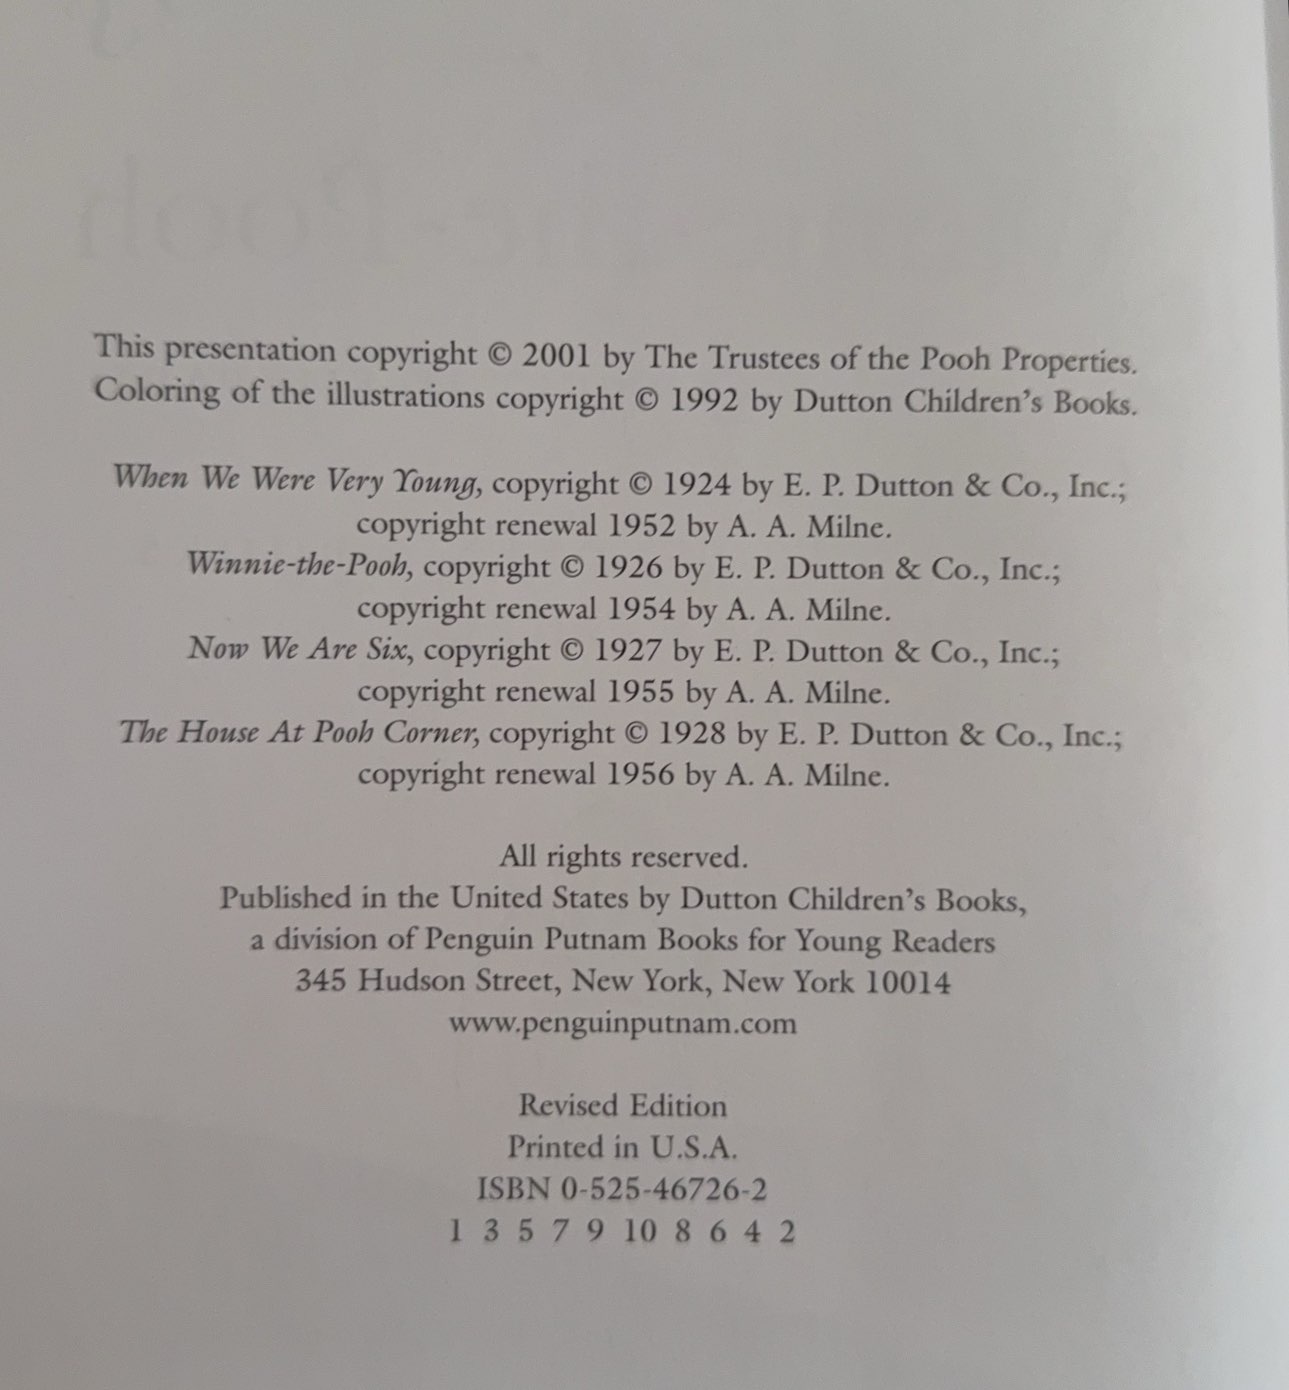 This presentation copyright © 2001 by The Trustees of the Pooh Properties.
Coloring of the illustrations copyright © 1992 by Dutton Children's Books.
When We Were Very Young, copyright © 1924 by E. P. Dutton & Co., Inc.;
copyright renewal 1952 by A. A. Milne.
Winnie-the-Pooh, copyright © 1926 by E. P. Dutton & Co., Inc.;
copyright renewal 1954 by A. A. Milne.
Now We Are Six, copyright © 1927 by E. P. Dutton & Co., Inc.;
copyright renewal 1955 by A. A. Milne.
The House At Pooh Corner, copyright © 1928 by E. P. Dutton & Co., Inc.;
copyright renewal 1956 by A. A. Milne.
All rights reserved.
Published in the United States by Dutton Children's Books,
a division of Penguin Putnam Books for Young Readers
345 Hudson Street, New York, New York 10014
www.penguinputnam.com
Revised Edition
Printed in U.S.A.
ISBN 0-525-46726-2
1 3 5 7 9 10 8 6 4 2